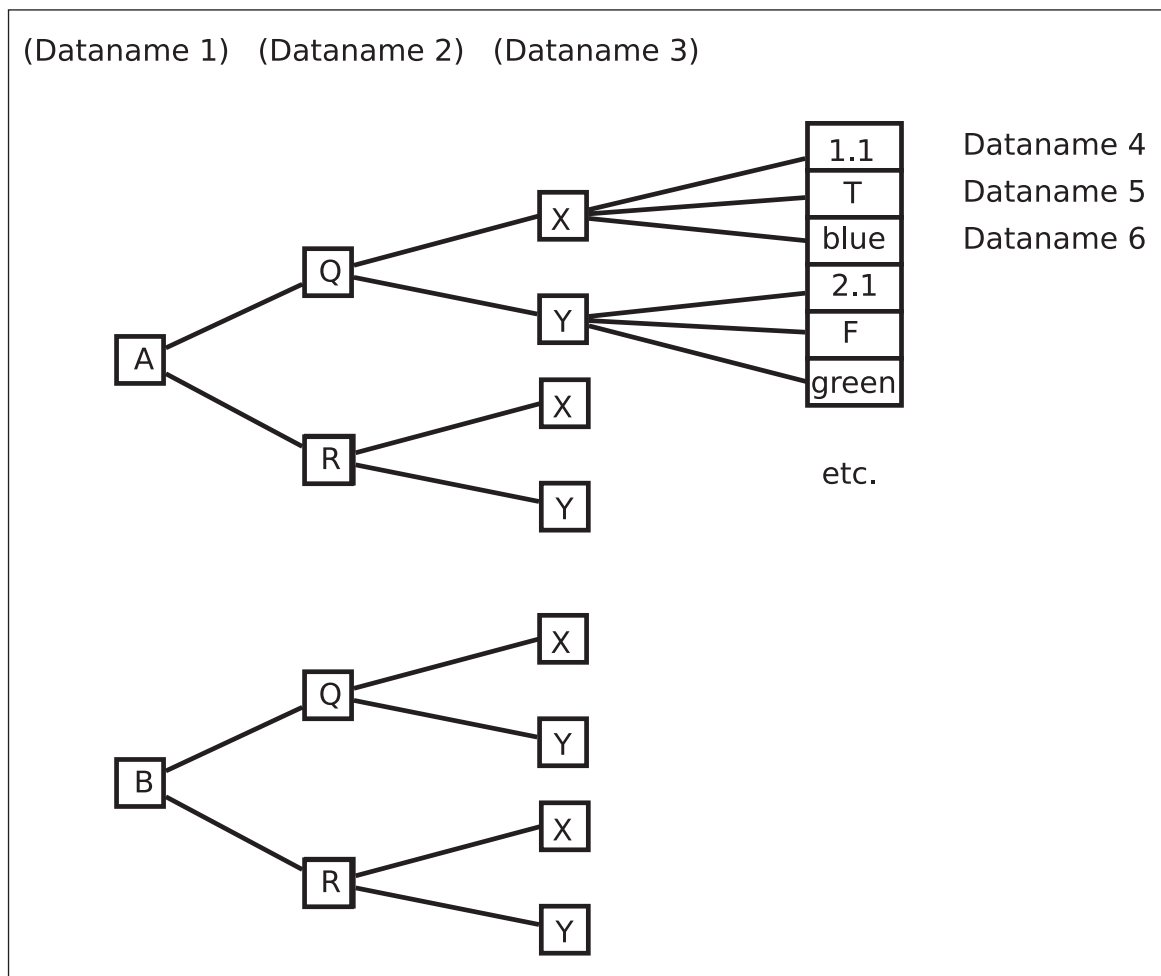 (Dataname 1) (Dataname 2) (Dataname 3)
1.1 Dataname 4
T Dataname 5
X
blue Dataname 6
Q
2.1
Y
F
A
green
X
R
etc.
Y
X
Q
Y
B
X
R
Y